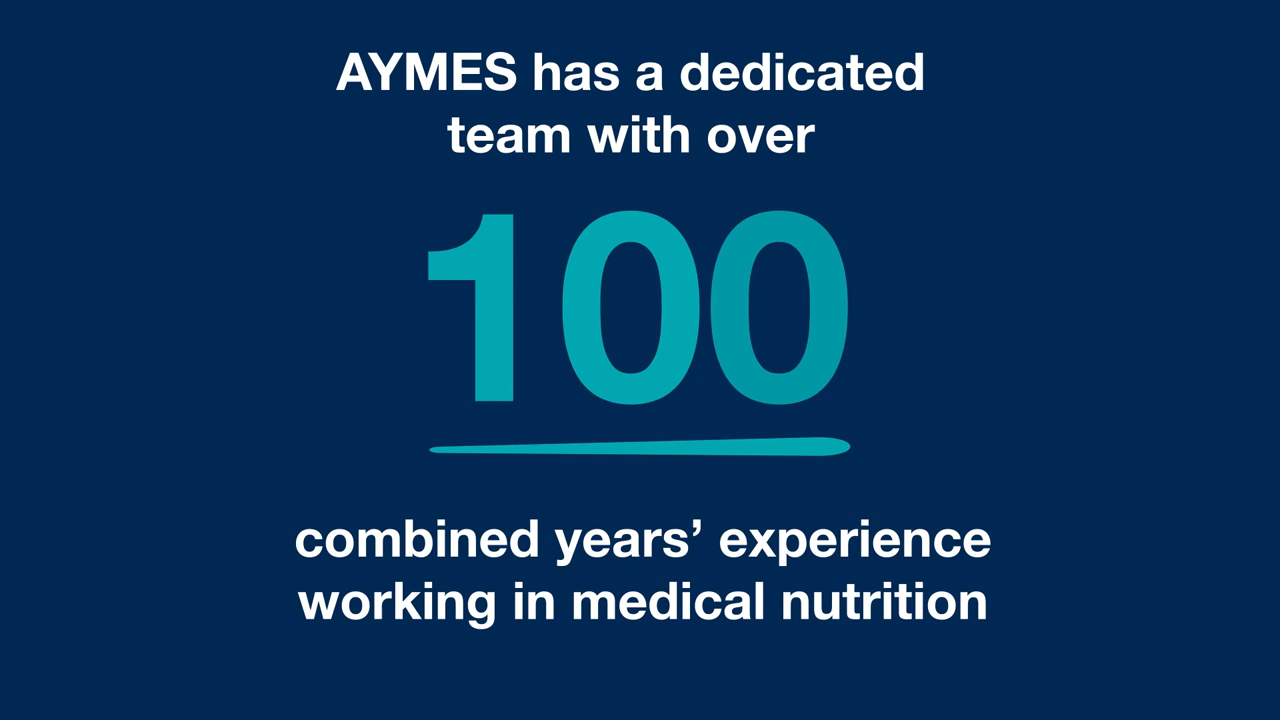 AYMES has a dedicated
team with over
100
combined years’ experience
working in medical nutrition